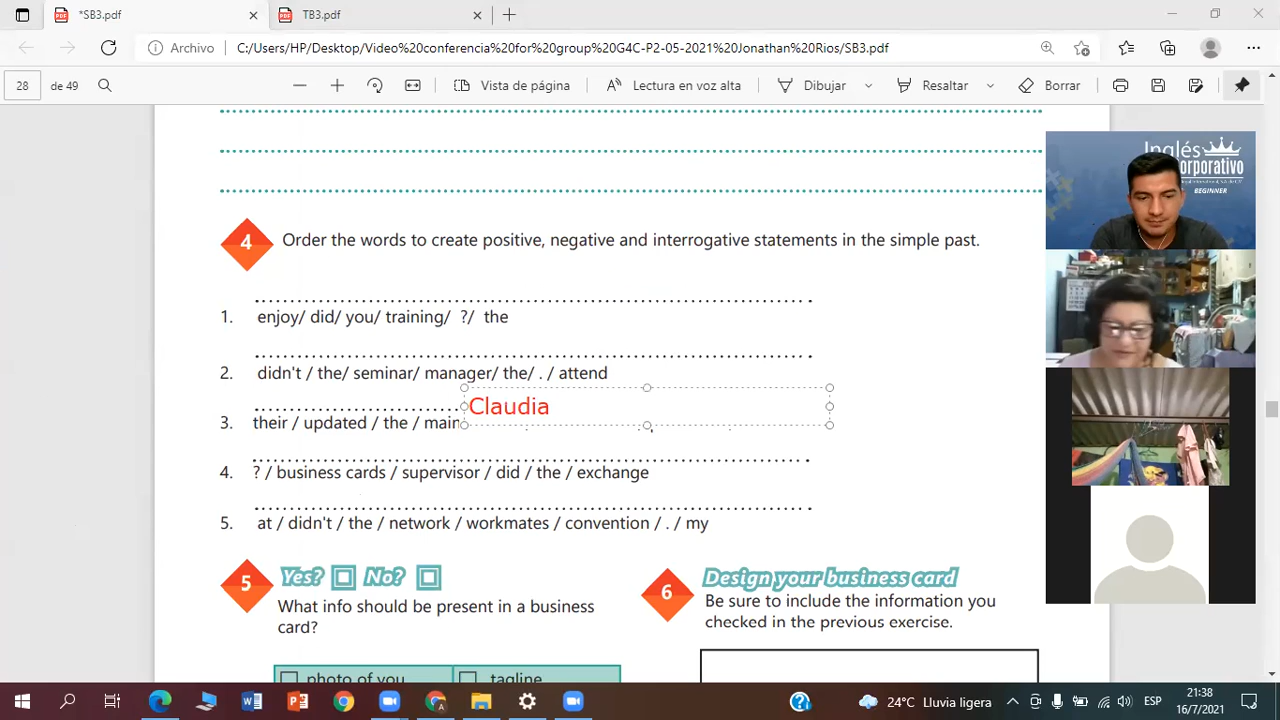 *SB3.pdf
TB3.pdf
Archivo
C:/Users/HP/Desktop/Video%20conferencia%20for%20group%20G4C-P2-05-2021%20Jonathan%20Rios/SB3.pdf
28 de 49
Vista de página
Lectura en voz alta
Dibujar
Resaltar
Borrar
Inglés
corporativo
BEGINNER
4 Order the words to create positive, negative and interrogative statements in the simple past.
1. enjoy/ did/ you/ training/ ?/ the
2. didn't / the/ seminar/ manager/ the/ . / attend
Claudia
3. their / updated / the / main
4. ? / business cards / supervisor / did / the / exchange
5. at / didn't / the / network / workmates / convention / . / my
5 Yes? No?
What info should be present in a business
card?
photo of you
tagline
6 Design your business card
Be sure to include the information you
checked in the previous exercise.
24°C Lluvia ligera
ESP
21:38
16/7/2021